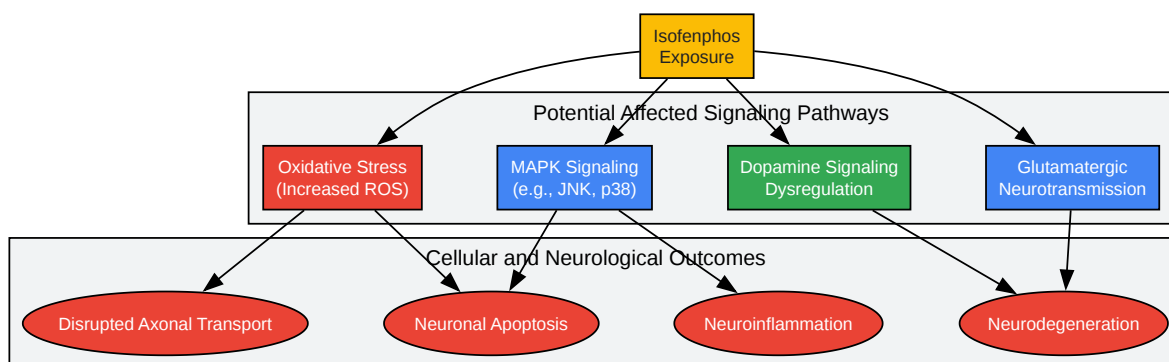 Isofenphos
Exposure
Potential Affected Signaling Pathways
Oxidative Stress
(Increased ROS)
MAPK Signaling
(e.g., JNK, p38)
Dopamine Signaling
Dysregulation
Glutamatergic
Neurotransmission
Cellular and Neurological Outcomes
Disrupted Axonal Transport
Neuronal Apoptosis
Neuroinflammation
Neurodegeneration